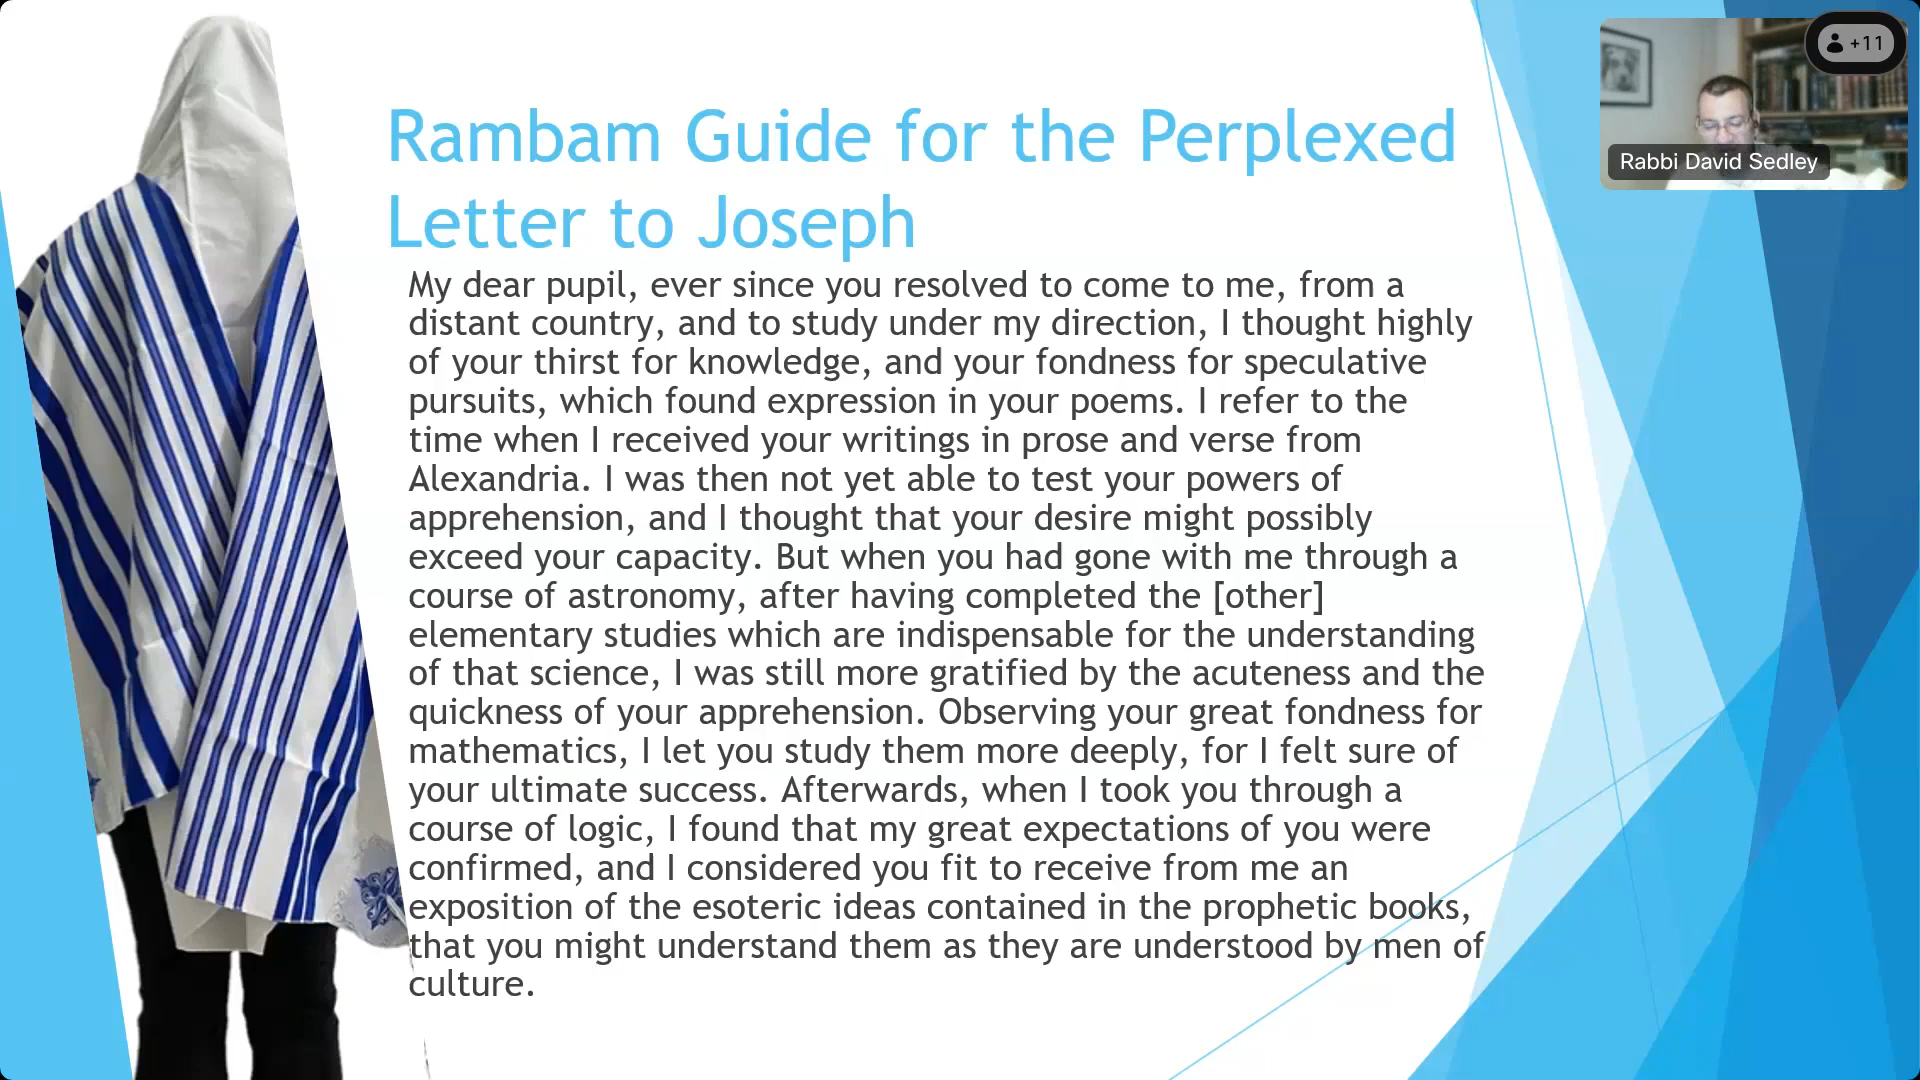 Rambam Guide for the Perplexed
Letter to Joseph
My dear pupil, ever since you resolved to come to me, from a
distant country, and to study under my direction, I thought highly
of your thirst for knowledge, and your fondness for speculative
pursuits, which found expression in your poems. I refer to the
time when I received your writings in prose and verse from
Alexandria. I was then not yet able to test your powers of
apprehension, and I thought that your desire might possibly
exceed your capacity. But when you had gone with me through a
course of astronomy, after having completed the [other]
elementary studies which are indispensable for the understanding
of that science, I was still more gratified by the acuteness and the
quickness of your apprehension. Observing your great fondness for
mathematics, I let you study them more deeply, for I felt sure of
your ultimate success. Afterwards, when I took you through a
course of logic, I found that my great expectations of you were
confirmed, and I considered you fit to receive from me an
exposition of the esoteric ideas contained in the prophetic books,
that you might understand them as they are understood by men of
culture.
+11
Rabbi David Sedley